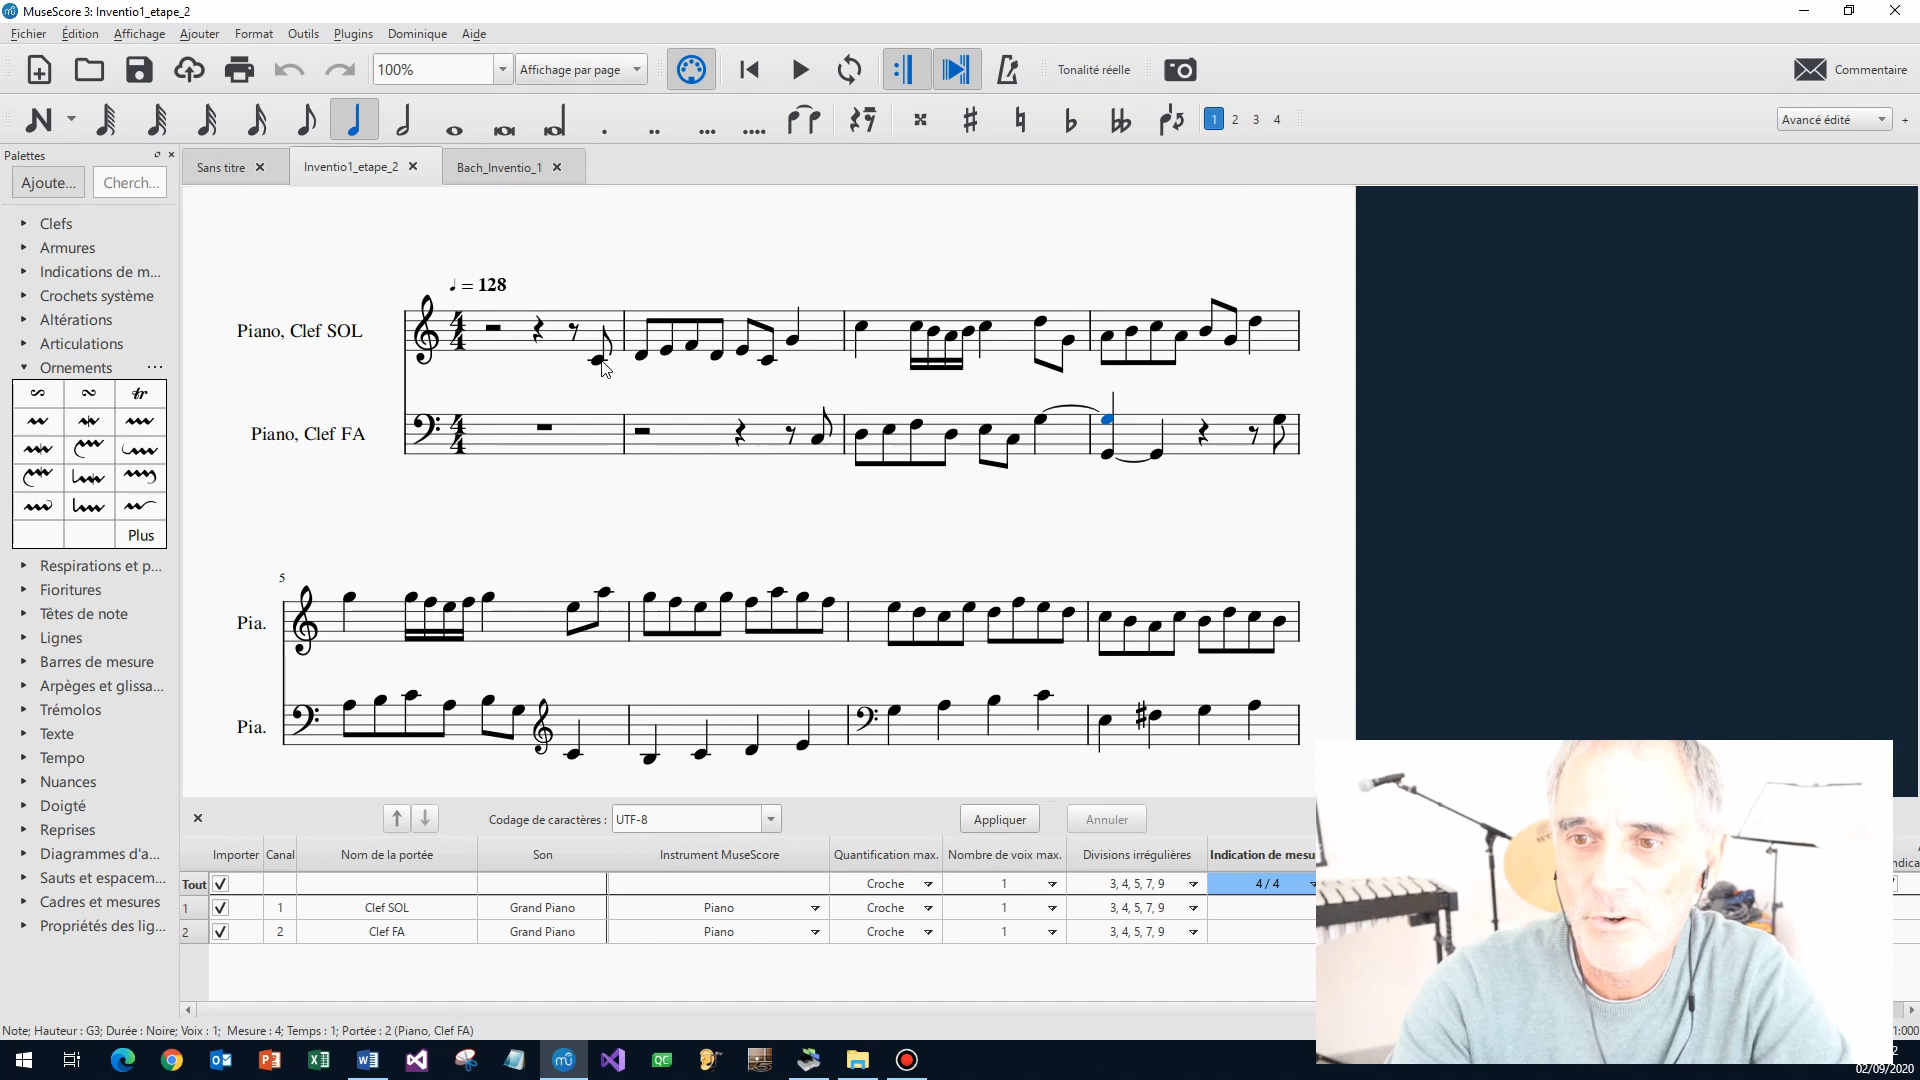 MuseScore 3: Inventio1_etape_2
Fichier Édition Affichage Ajouter Format Outils Plugins Dominique Aide
100% Affichage par page Tonalité réelle Commentaire
1 2 3 4 Avancé édité +
Palettes
Sans titre Inventio1_etape_2 Bach_Inventio_1
Ajoute... Cherch...
Clefs
Armures
Indications de m...
Crochets système
Altérations
Articulations
Ornements ...
tr
Plus
Respirations et p...
Fioritures
Têtes de note
Lignes
Barres de mesure
Arpèges et glissa...
Trémolos
Texte
Tempo
Nuances
Doigté
Reprises
Diagrammes d'a...
Sauts et espacem...
Cadres et mesures
Propriétés des lig...
= 128
Piano, Clef SOL
4 4
Piano, Clef FA
4 4
5
Pia.
Pia.
Codage de caractères : UTF-8 Appliquer Annuler
Importer Canal Nom de la portée Son Instrument MuseScore Quantification max. Nombre de voix max. Divisions irrégulières Indication de mesu
Tout Croche 1 3, 4, 5, 7, 9 4 / 4
1 1 Clef SOL Grand Piano Piano Croche 1 3, 4, 5, 7, 9
2 2 Clef FA Grand Piano Piano Croche 1 3, 4, 5, 7, 9
Note; Hauteur : G3; Durée : Noire; Voix : 1; Mesure : 4; Temps : 1; Portée : 2 (Piano, Clef FA)
1:000
02/09/2020